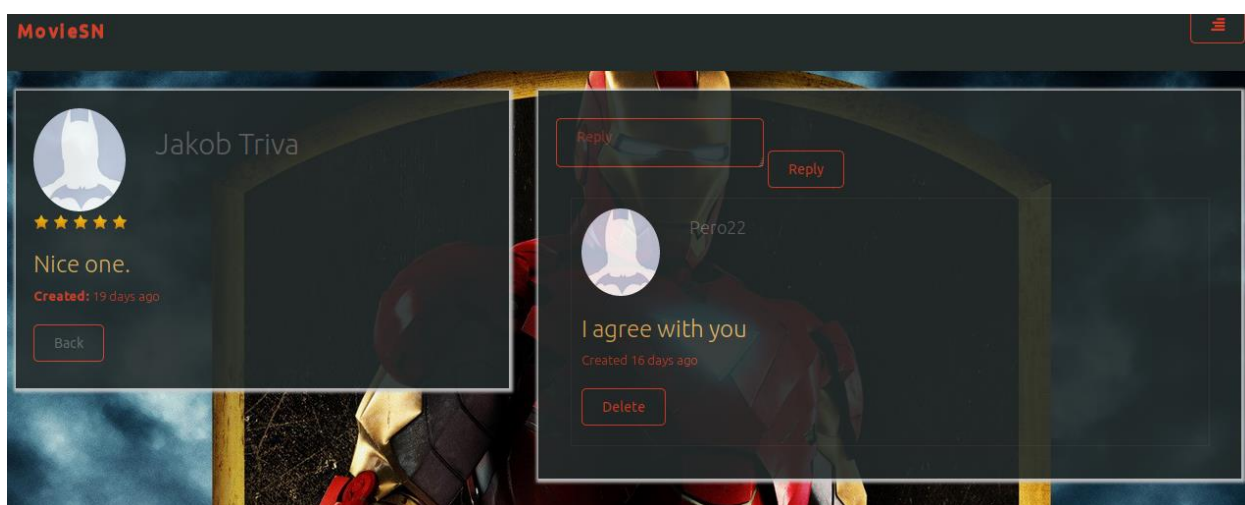 MovieSN
Jakob Triva
Nice one.
Created: 19 days ago
Back
Reply
Reply
Pero22
I agree with you
Created 16 days ago
Delete